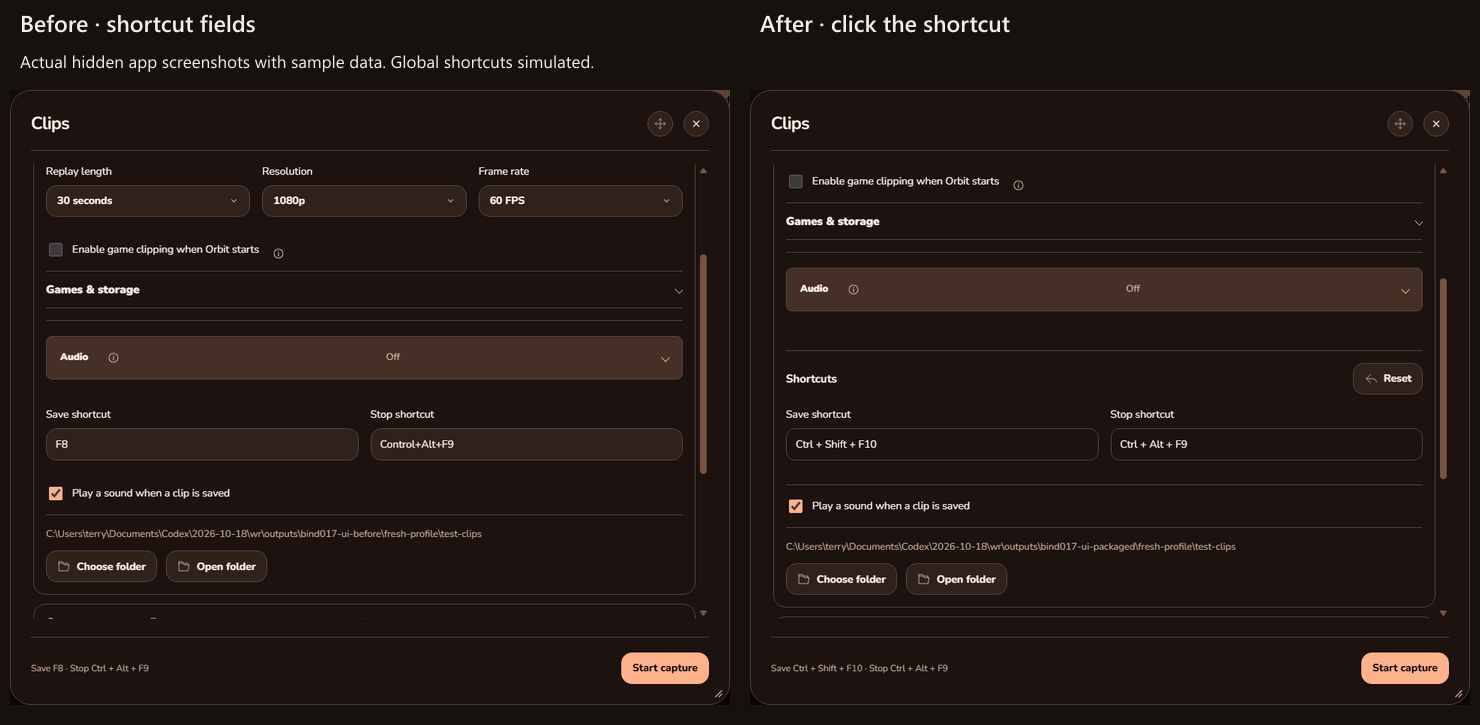 Before · shortcut fields
Actual hidden app screenshots with sample data. Global shortcuts simulated.
Clips
Replay length Resolution Frame rate
30 seconds 1080p 60 FPS
Enable game clipping when Orbit starts
Games & storage
Audio Off
Save shortcut Stop shortcut
F8 Control+Alt+F9
Play a sound when a clip is saved
C:\Users\terry\Documents\Codex\2026-10-18\wr\outputs\bind017-ui-before\fresh-profile\test-clips
Choose folder Open folder
Save F8 · Stop Ctrl + Alt + F9 Start capture
After · click the shortcut
Clips
Enable game clipping when Orbit starts
Games & storage
Audio Off
Shortcuts Reset
Save shortcut Stop shortcut
Ctrl + Shift + F10 Ctrl + Alt + F9
Play a sound when a clip is saved
C:\Users\terry\Documents\Codex\2026-10-18\wr\outputs\bind017-ui-packaged\fresh-profile\test-clips
Choose folder Open folder
Save Ctrl + Shift + F10 · Stop Ctrl + Alt + F9 Start capture